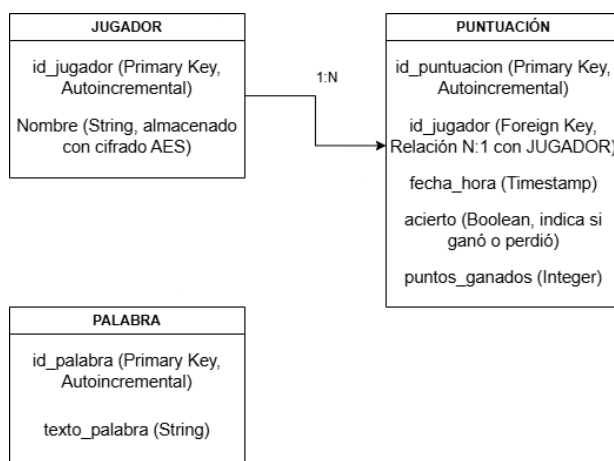 JUGADOR
id_jugador (Primary Key,
Autoincremental)
Nombre (String, almacenado
con cifrado AES)
1:N
PUNTUACIÓN
id_puntuacion (Primary Key,
Autoincremental)
id_jugador (Foreign Key,
Relación N:1 con JUGADOR)
fecha_hora (Timestamp)
acierto (Boolean, indica si
ganó o perdió)
puntos_ganados (Integer)
PALABRA
id_palabra (Primary Key,
Autoincremental)
texto_palabra (String)